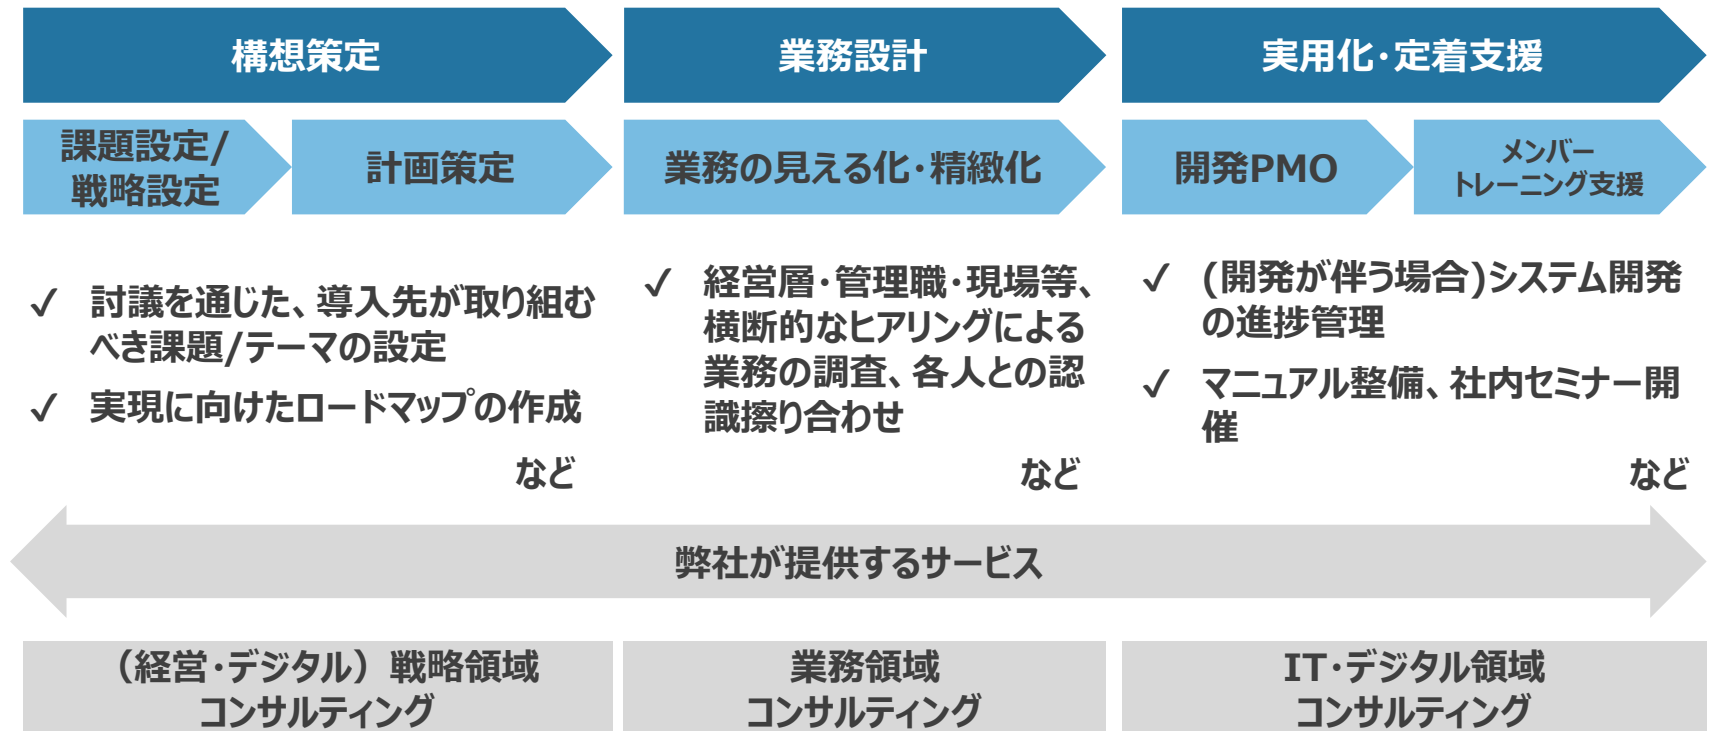 構想策定
業務設計
実用化・定着支援
課題設定/
戦略設定
計画策定
業務の見える化・精緻化
開発PMO
メンバー
トレーニング支援
✓ 討議を通じた、導入先が取り組む
べき課題/テーマの設定
✓ 実現に向けたロードマップの作成
など
✓ 経営層・管理職・現場等、
横断的なヒアリングによる
業務の調査、各人との認
識擦り合わせ
など
✓ (開発が伴う場合)システム開発
の進捗管理
✓ マニュアル整備、社内セミナー開
催
など
弊社が提供するサービス
（経営・デジタル）戦略領域
コンサルティング
業務領域
コンサルティング
IT・デジタル領域
コンサルティング